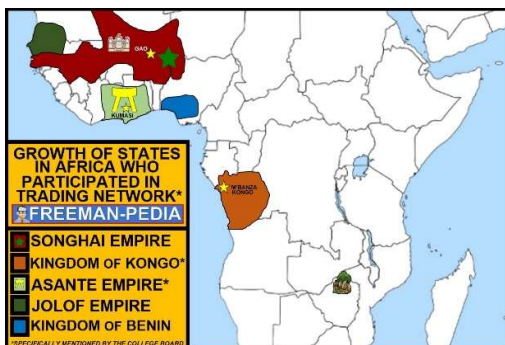 GAO
KUMASI
M'BANZA
KONGO
GROWTH OF STATES
IN AFRICA WHO
PARTICIPATED IN
TRADING NETWORK*
FREEMAN-PEDIA
SONGHAI EMPIRE
KINGDOM OF KONGO*
ASANTE EMPIRE*
JOLOF EMPIRE
KINGDOM OF BENIN
*SPECIFICALLY MENTIONED BY THE COLLEGE BOARD